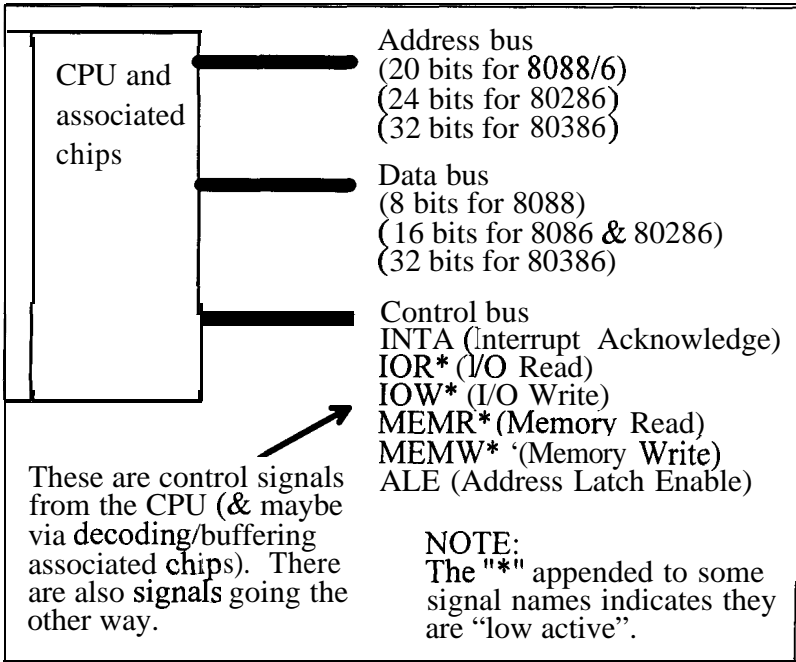 CPU and
associated
chips
Address bus
(20 bits for 8088/6)
(24 bits for 80286)
(32 bits for 80386)
Data bus
(8 bits for 8088)
(16 bits for 8086 & 80286)
(32 bits for 80386)
Control bus
INTA (Interrupt Acknowledge)
IOR* (I/O Read)
IOW* (I/O Write)
MEMR* (Memory Read)
MEMW* ‘(Memory Write)
ALE (Address Latch Enable)
These are control signals
from the CPU (& maybe
via decoding/buffering
associated chips). There
are also signals going the
other way.
NOTE:
The "*" appended to some
signal names indicates they
are “low active”.